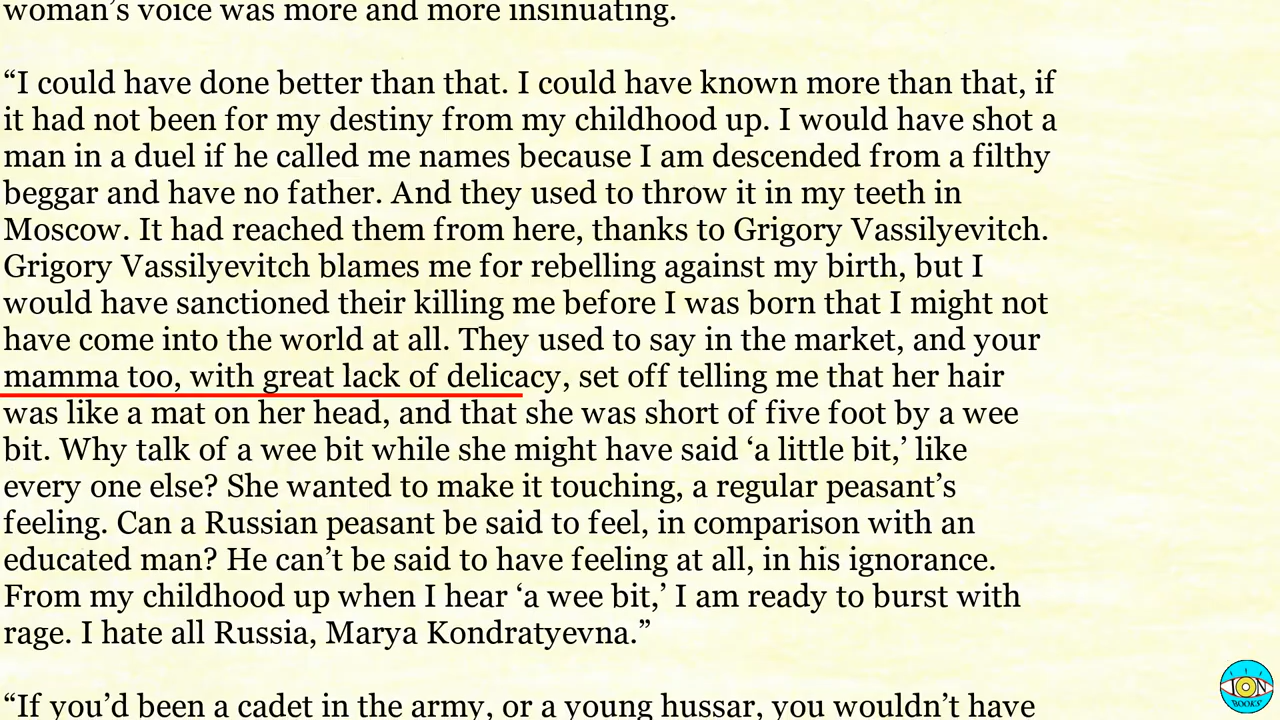 woman’s voice was more and more insinuating.
“I could have done better than that. I could have known more than that, if
it had not been for my destiny from my childhood up. I would have shot a
man in a duel if he called me names because I am descended from a filthy
beggar and have no father. And they used to throw it in my teeth in
Moscow. It had reached them from here, thanks to Grigory Vassilyevitch.
Grigory Vassilyevitch blames me for rebelling against my birth, but I
would have sanctioned their killing me before I was born that I might not
have come into the world at all. They used to say in the market, and your
mamma too, with great lack of delicacy, set off telling me that her hair
was like a mat on her head, and that she was short of five foot by a wee
bit. Why talk of a wee bit while she might have said ‘a little bit,’ like
every one else? She wanted to make it touching, a regular peasant’s
feeling. Can a Russian peasant be said to feel, in comparison with an
educated man? He can’t be said to have feeling at all, in his ignorance.
From my childhood up when I hear ‘a wee bit,’ I am ready to burst with
rage. I hate all Russia, Marya Kondratyevna.”
“If you’d been a cadet in the army, or a young hussar, you wouldn’t have
ION
BOOKS